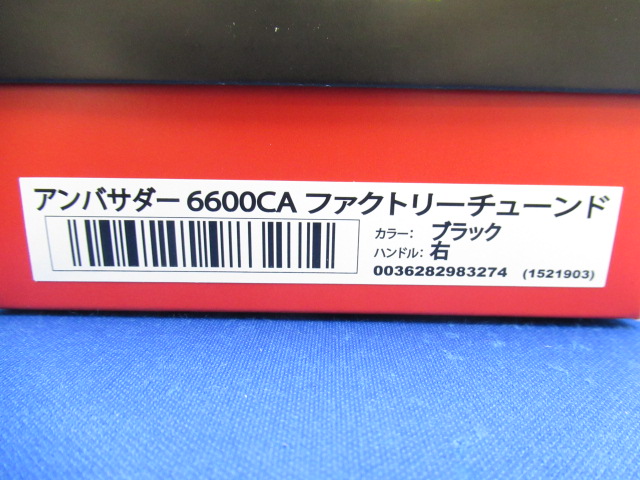 アンバサダー 6600CA ファクトリーチューンド
カラー: ブラック
ハンドル: 右
0036282983274 (1521903)